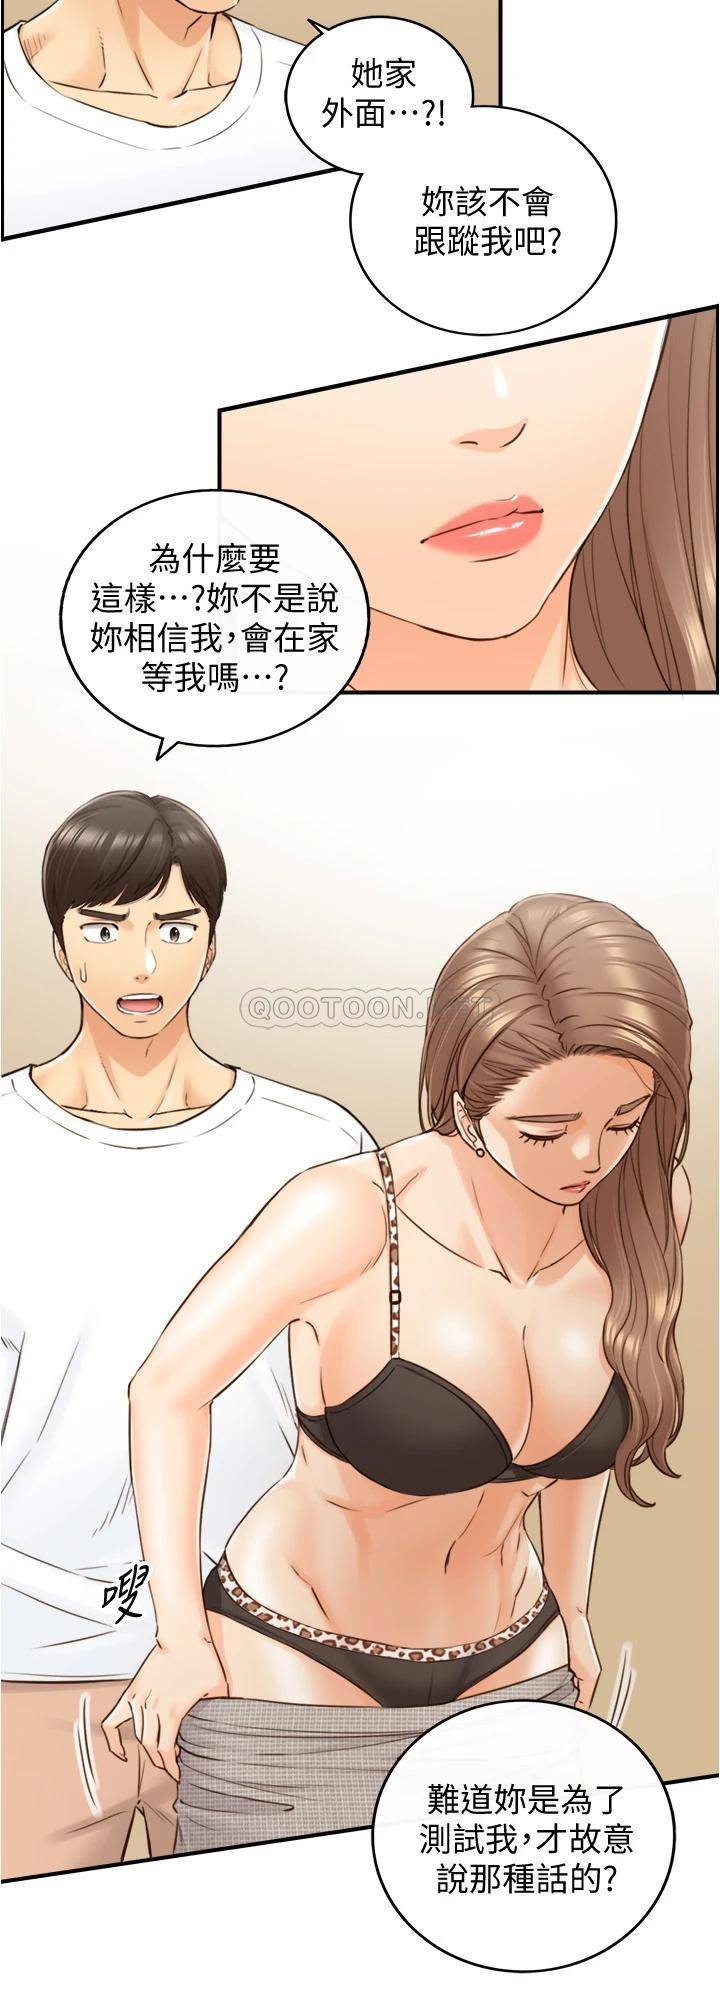 她家
外面⋯?!
妳該不會
跟蹤我吧?
為什麼要
這樣⋯?妳不是說
妳相信我,會在家
等我嗎⋯?
QOOTOON.NET
嗖
難道妳是為了
測試我,才故意
說那種話的?